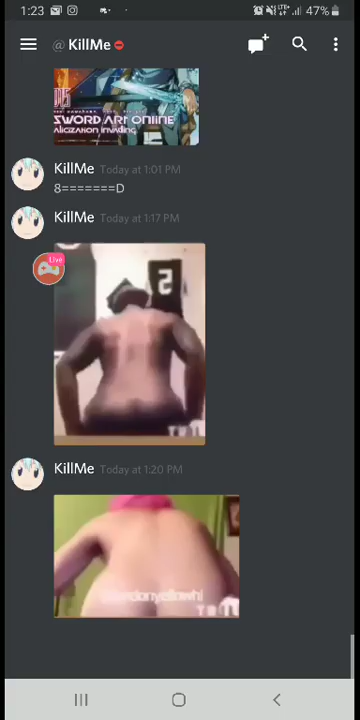 1:23
47%
@ KillMe
SWORD ART ONLINE
ALICIZATION INVADING
KillMe Today at 1:01 PM
8=======D
KillMe Today at 1:17 PM
Live
5
KillMe Today at 1:20 PM